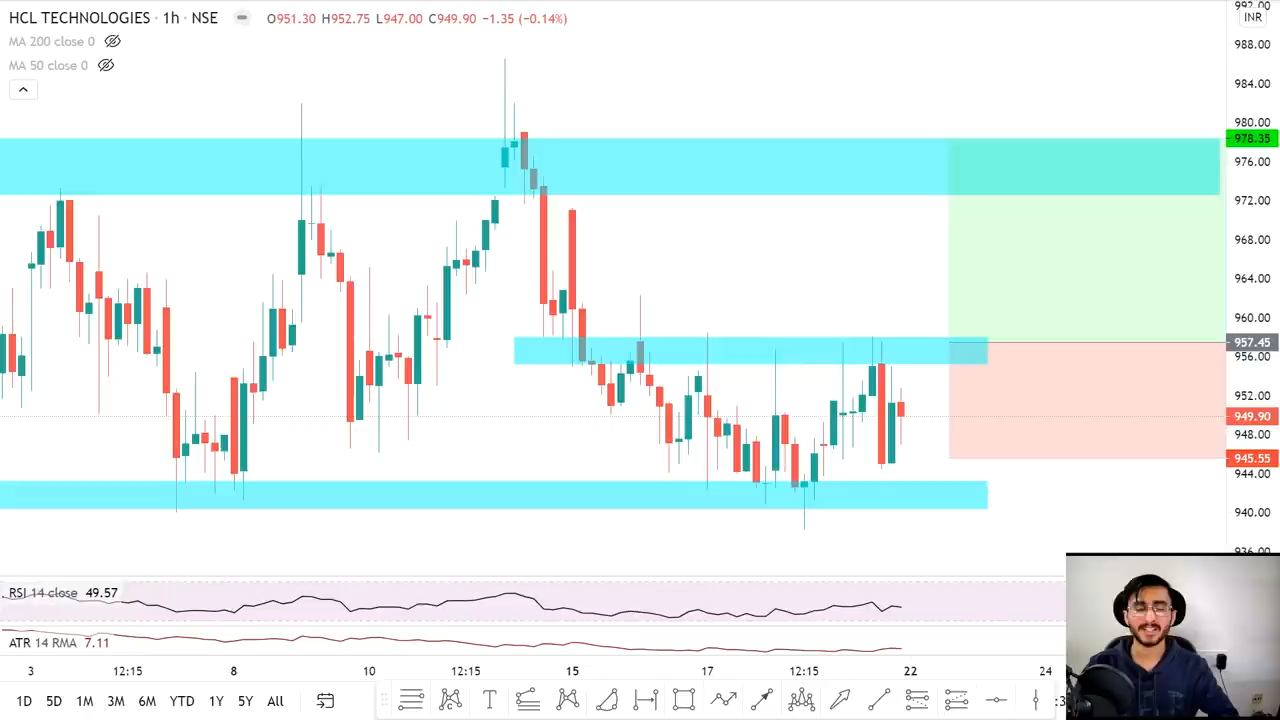 HCL TECHNOLOGIES · 1h · NSE O951.30 H952.75 L947.00 C949.90 −1.35 (−0.14%)
MA 200 close 0
MA 50 close 0
992.00
INR
988.00
984.00
980.00
978.35
976.00
972.00
968.00
964.00
960.00
957.45
956.00
952.00
949.90
948.00
945.55
944.00
940.00
936.00
RSI 14 close 49.57
ATR 14 RMA 7.11
3 12:15 8 10 12:15 15 17 12:15 22 24
1D 5D 1M 3M 6M YTD 1Y 5Y All